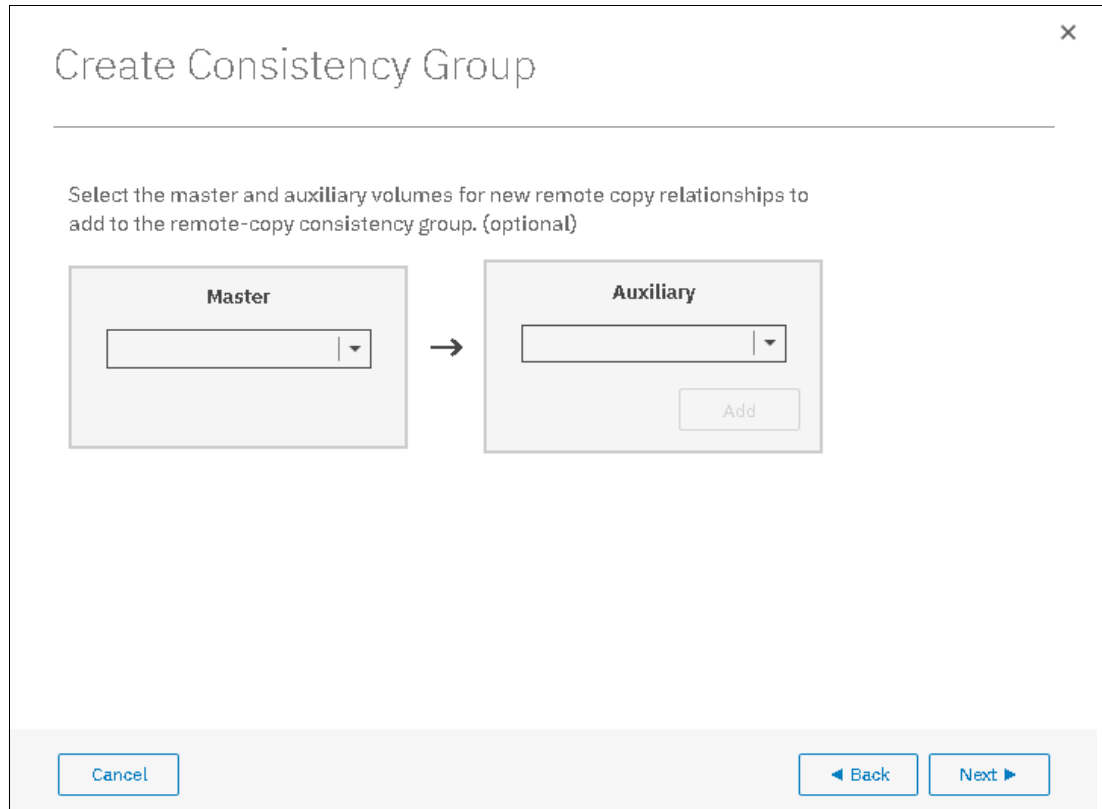 Create Consistency Group
Select the master and auxiliary volumes for new remote copy relationships to
add to the remote-copy consistency group. (optional)
Master
Auxiliary
Add
Cancel
Back
Next